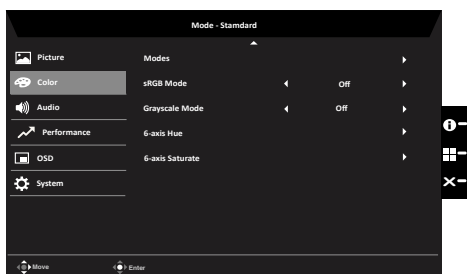 Mode - Stamdard
Picture
Modes
Color
sRGB Mode
Off
Audio
Grayscale Mode
Off
Performance
6-axis Hue
OSD
6-axis Saturate
System
Move
Enter